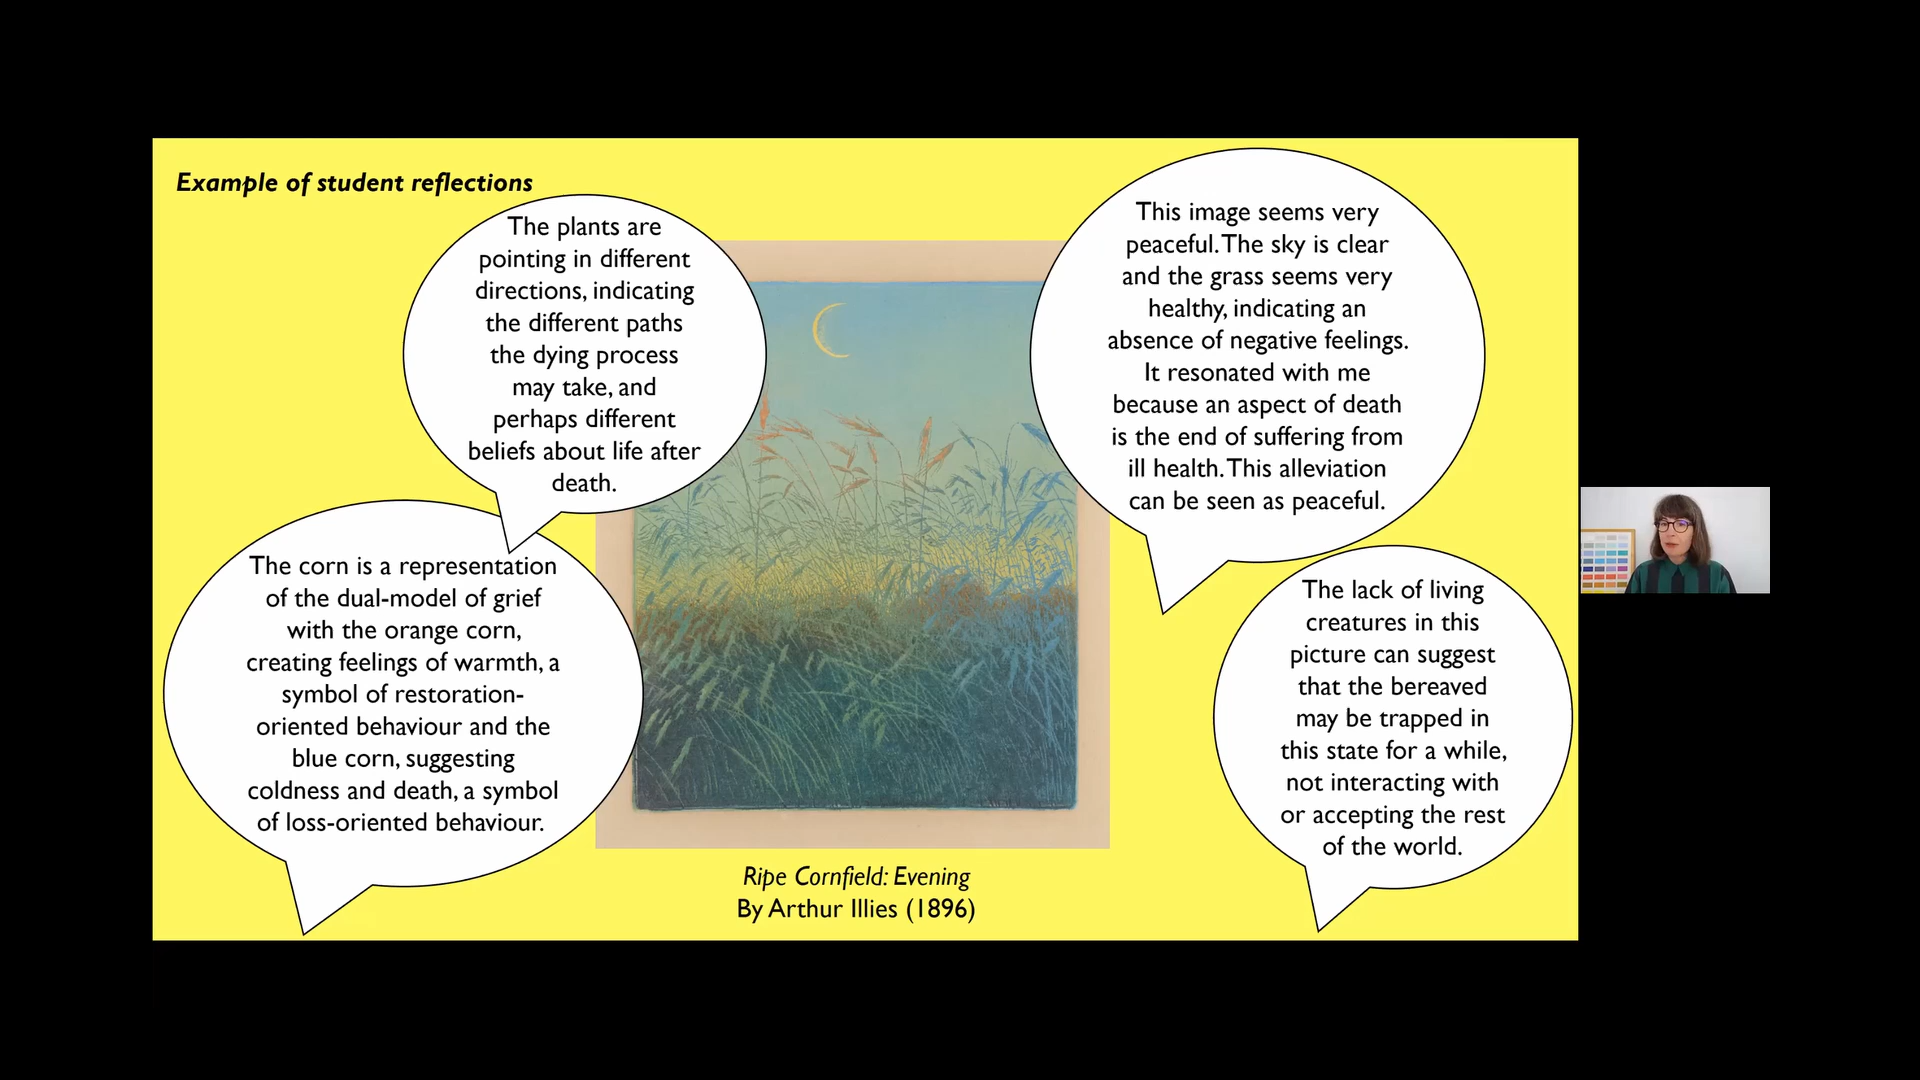 Example of student reflections
The plants are
pointing in different
directions, indicating
the different paths
the dying process
may take, and
perhaps different
beliefs about life after
death.
This image seems very
peaceful. The sky is clear
and the grass seems very
healthy, indicating an
absence of negative feelings.
It resonated with me
because an aspect of death
is the end of suffering from
ill health. This alleviation
can be seen as peaceful.
The corn is a representation
of the dual-model of grief
with the orange corn,
creating feelings of warmth, a
symbol of restoration-
oriented behaviour and the
blue corn, suggesting
coldness and death, a symbol
of loss-oriented behaviour.
The lack of living
creatures in this
picture can suggest
that the bereaved
may be trapped in
this state for a while,
not interacting with
or accepting the rest
of the world.
Ripe Cornfield: Evening
By Arthur Illies (1896)